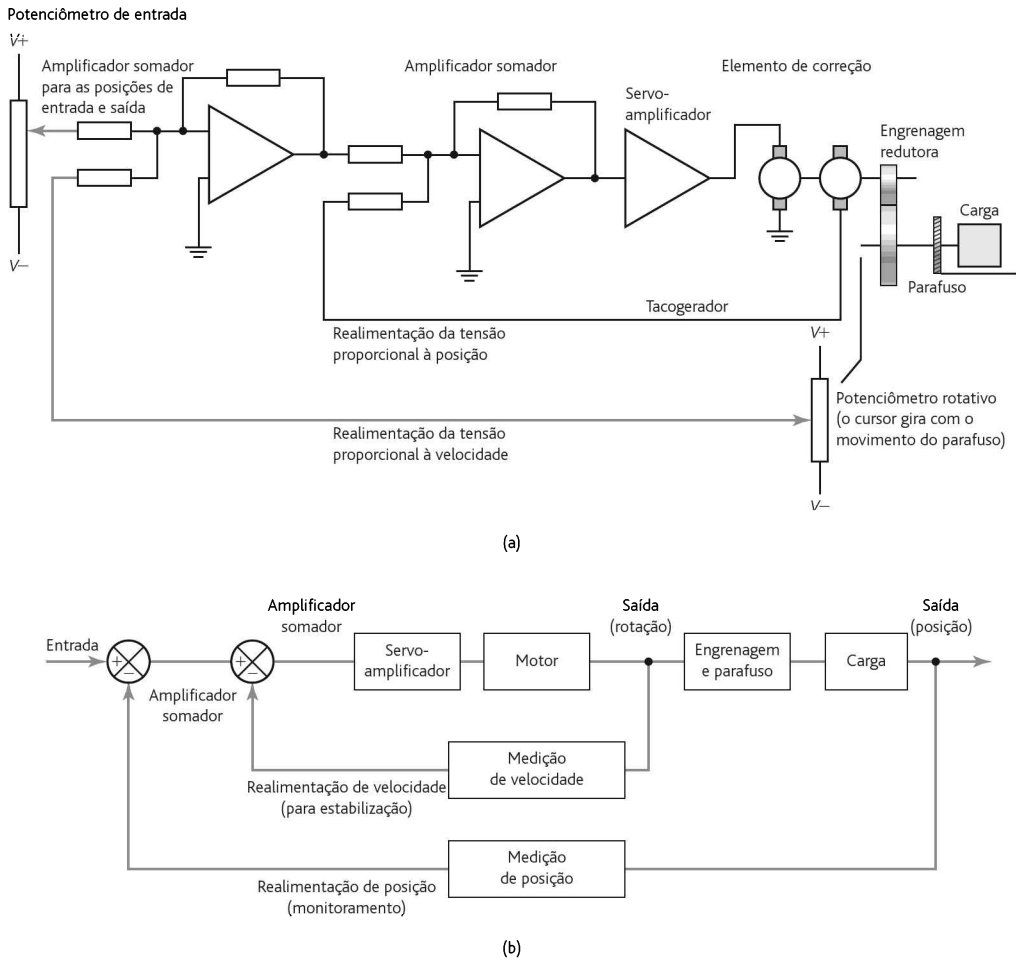 Potenciômetro de entrada
V+
Amplificador somador
para as posições de
entrada e saída
Amplificador somador
Elemento de correção
Servo-
amplificador
Engrenagem
redutora
Carga
V−
Parafuso
Tacogerador
Realimentação da tensão
proporcional à posição
V+
Potenciômetro rotativo
(o cursor gira com o
movimento do parafuso)
Realimentação da tensão
proporcional à velocidade
V−
(a)
Amplificador
somador
Saída
(rotação)
Saída
(posição)
Entrada
+
−
+
−
Servo-
amplificador
Motor
Engrenagem
e parafuso
Carga
Amplificador
somador
Medição
de velocidade
Realimentação de velocidade
(para estabilização)
Medição
de posição
Realimentação de posição
(monitoramento)
(b)